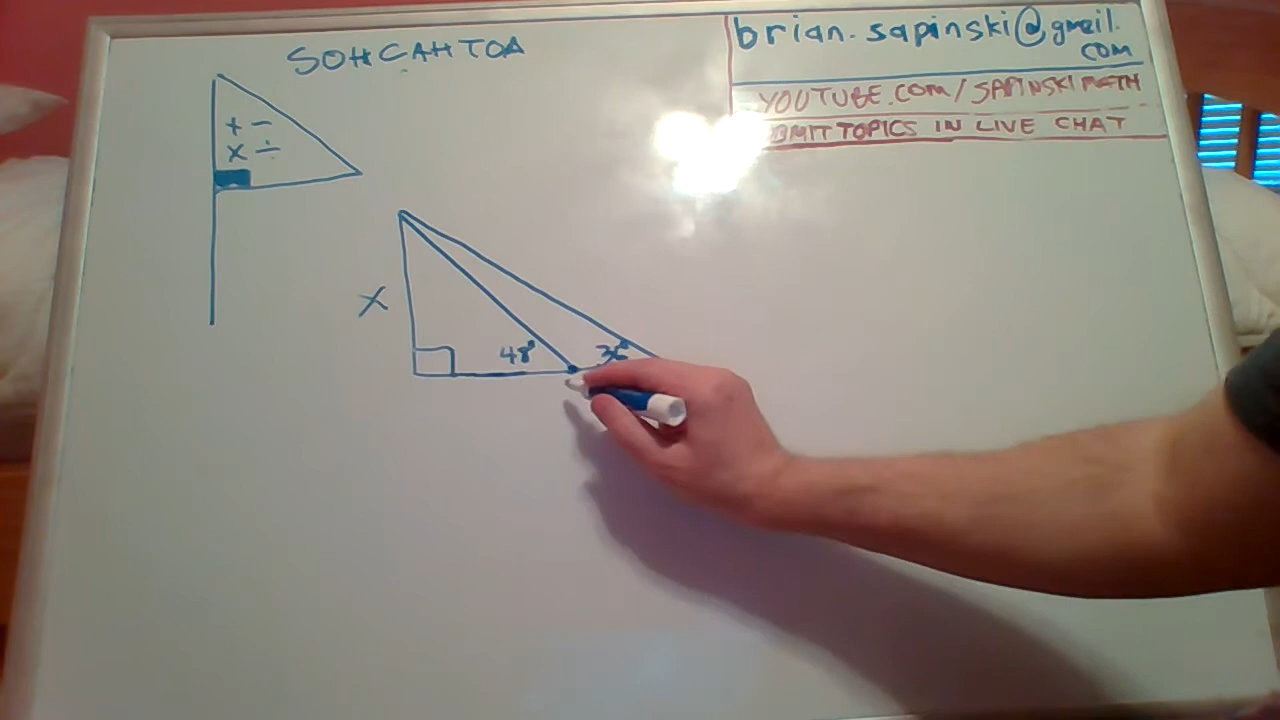 SOHCAHTOA
brian.sapinski@gmail.
com
YOUTUBE.COM/SAPINSKIMATH
TOPICS IN LIVE CHAT
+ -
× ÷
X
48°